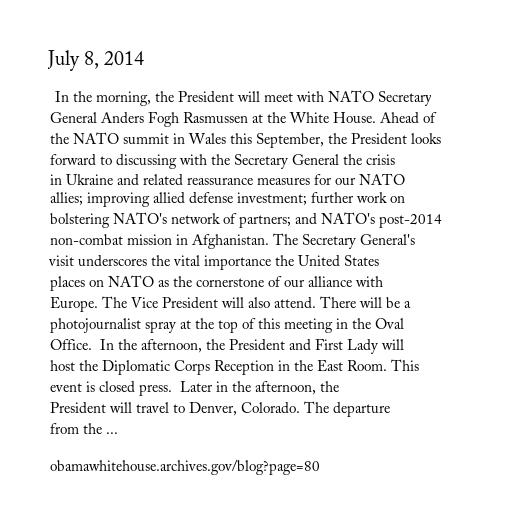 July 8, 2014
In the morning, the President will meet with NATO Secretary
General Anders Fogh Rasmussen at the White House. Ahead of
the NATO summit in Wales this September, the President looks
forward to discussing with the Secretary General the crisis
in Ukraine and related reassurance measures for our NATO
allies; improving allied defense investment; further work on
bolstering NATO's network of partners; and NATO's post-2014
non-combat mission in Afghanistan. The Secretary General's
visit underscores the vital importance the United States
places on NATO as the cornerstone of our alliance with
Europe. The Vice President will also attend. There will be a
photojournalist spray at the top of this meeting in the Oval
Office.  In the afternoon, the President and First Lady will
host the Diplomatic Corps Reception in the East Room. This
event is closed press.  Later in the afternoon, the
President will travel to Denver, Colorado. The departure
from the ...
obamawhitehouse.archives.gov/blog?page=80